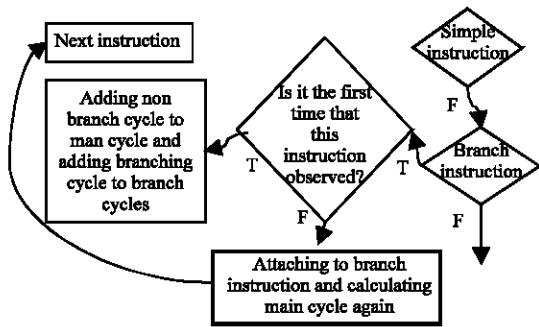 Next instruction
Simple
instruction
F
Is it the first
time that
this
instruction
observed?
Adding non
branch cycle to
man cycle and
adding branching
cycle to branch
cycles
T
Branch
instruction
T
F
F
Attaching to branch
instruction and calculating
main cycle again